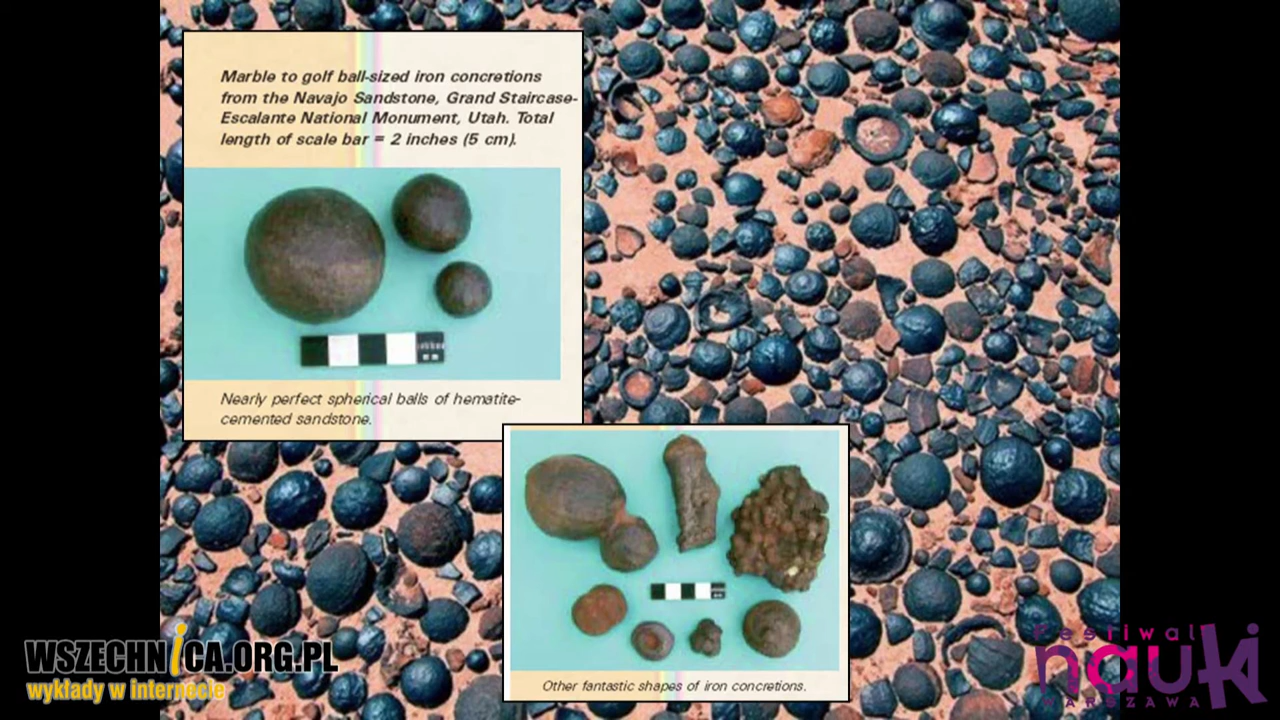 Marble to golf ball-sized iron concretions
from the Navajo Sandstone, Grand Staircase-
Escalante National Monument, Utah. Total
length of scale bar = 2 inches (5 cm).
Nearly perfect spherical balls of hematite-
cemented sandstone.
Other fantastic shapes of iron concretions.
WSZECHNiCA.ORG.PL
wykłady w internecie
Festiwal
nauki
WARSZAWA